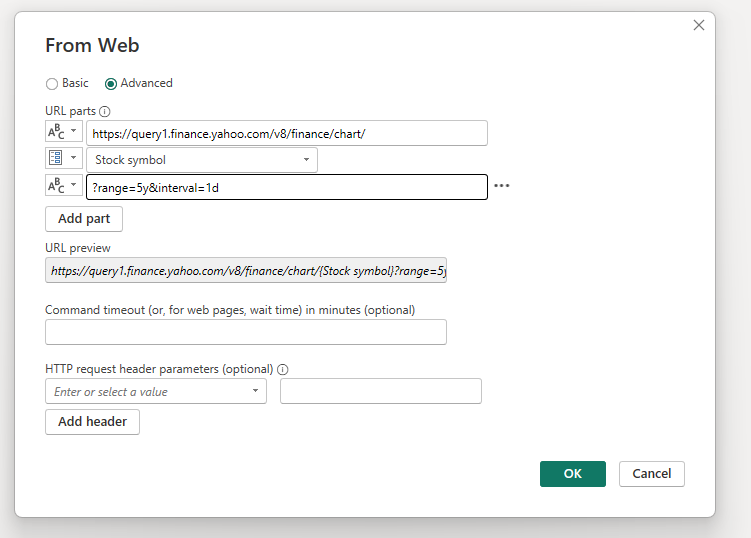 From Web
Basic Advanced
URL parts
ABC https://query1.finance.yahoo.com/v8/finance/chart/
Stock symbol
ABC ?range=5y&interval=1d
Add part
URL preview
https://query1.finance.yahoo.com/v8/finance/chart/{Stock symbol}?range=5y
Command timeout (or, for web pages, wait time) in minutes (optional)
HTTP request header parameters (optional)
Enter or select a value
Add header
OK Cancel